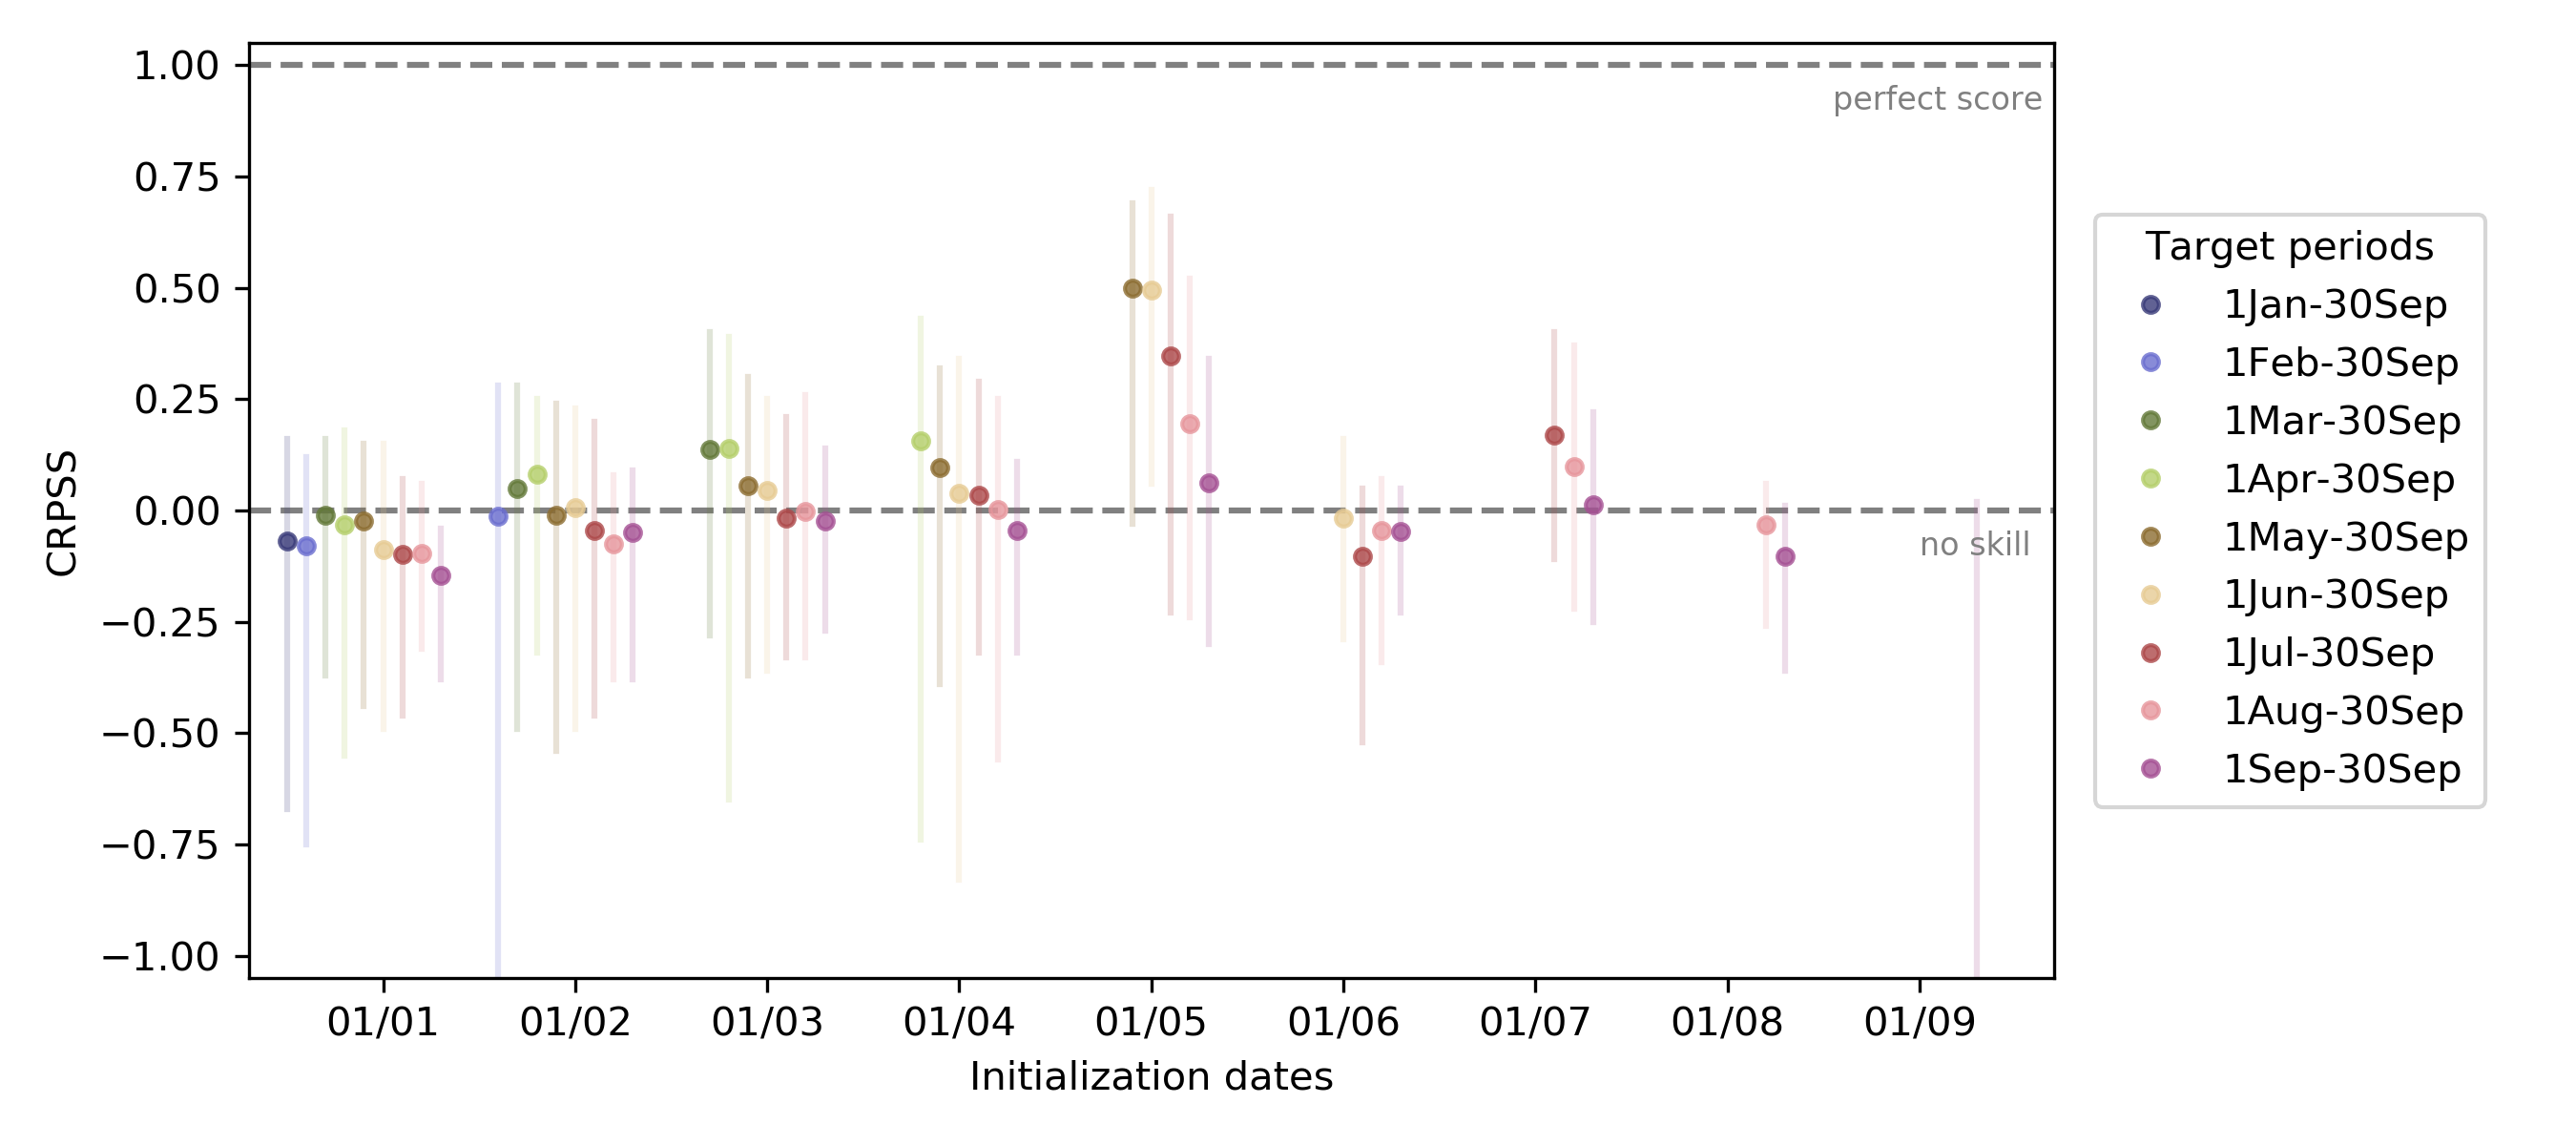 1.00
perfect score
0.75
0.50
0.25
0.00
no skill
−0.25
−0.50
−0.75
−1.00
CRPSS
01/01 01/02 01/03 01/04 01/05 01/06 01/07 01/08 01/09
Initialization dates
Target periods
1Jan-30Sep
1Feb-30Sep
1Mar-30Sep
1Apr-30Sep
1May-30Sep
1Jun-30Sep
1Jul-30Sep
1Aug-30Sep
1Sep-30Sep